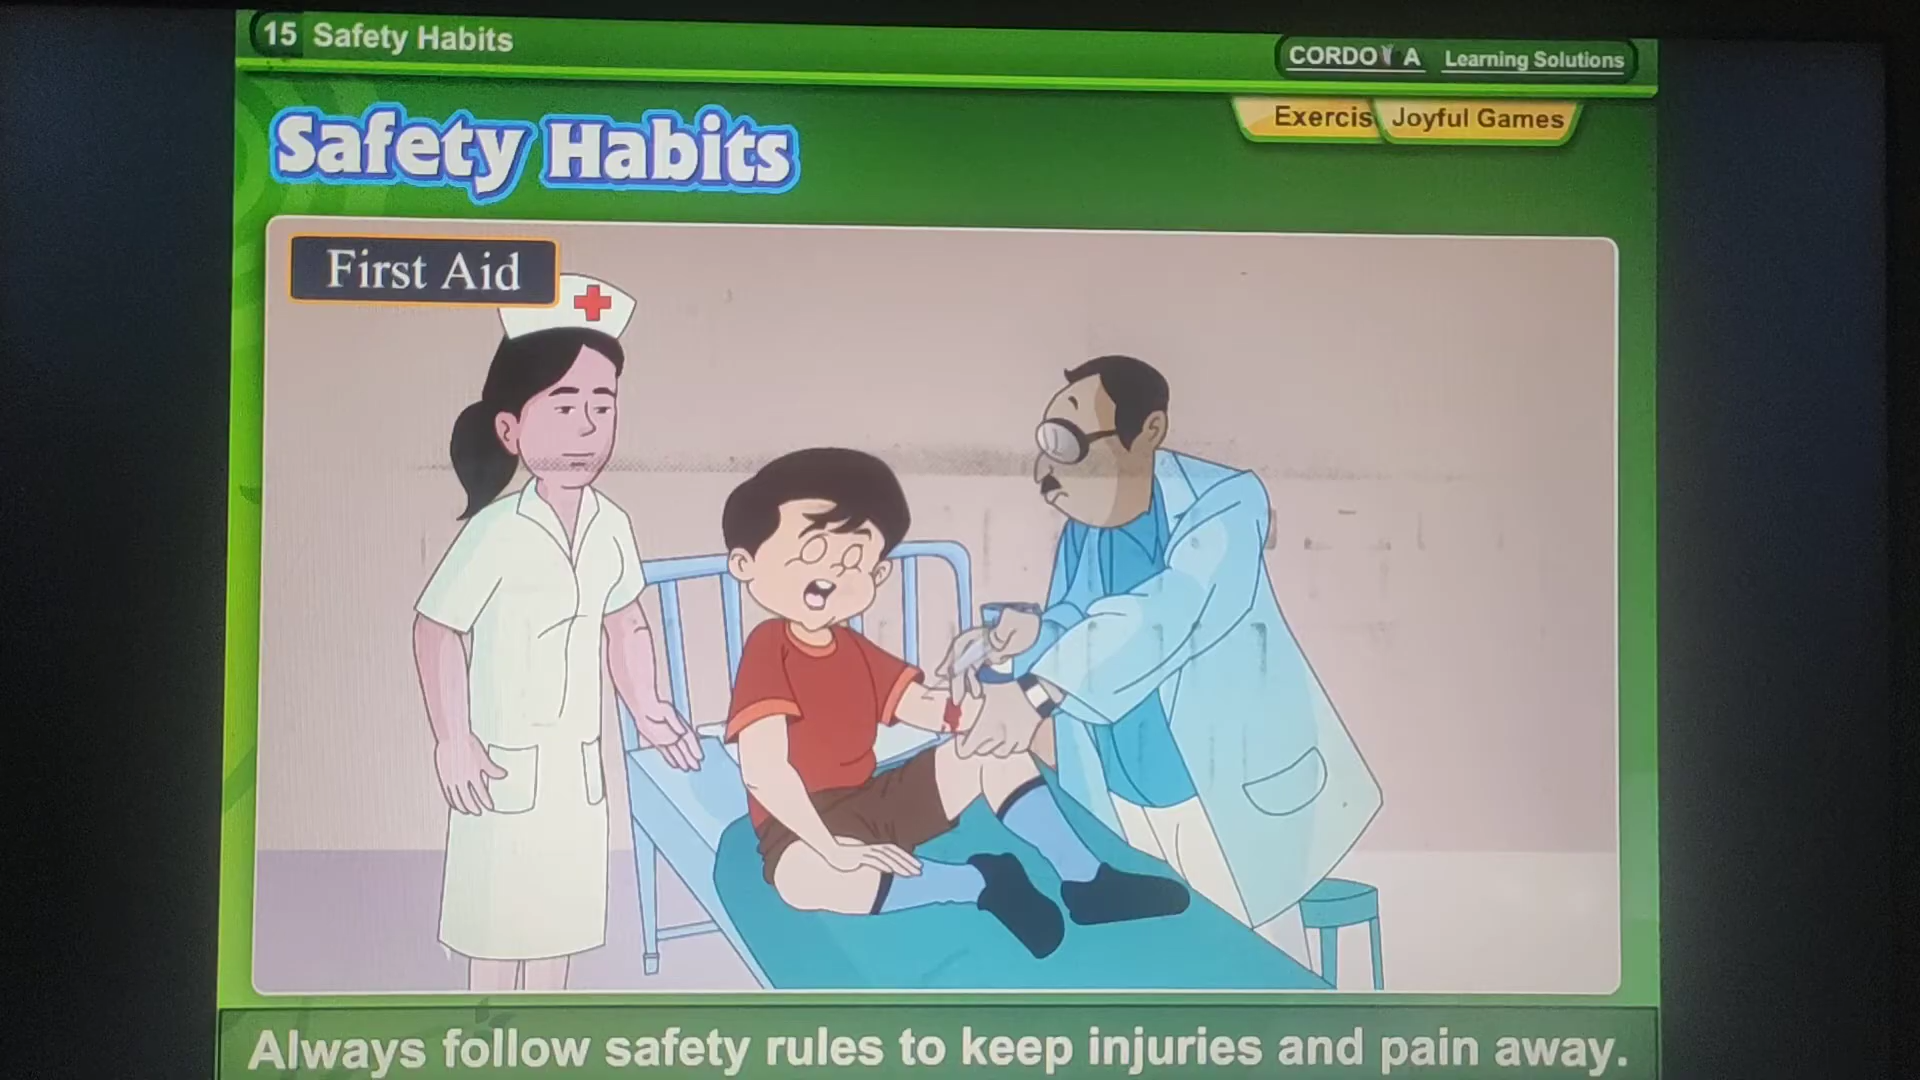 15 Safety Habits
CORDOVA Learning Solutions
Exercis Joyful Games
Safety Habits
First Aid
Always follow safety rules to keep injuries and pain away.